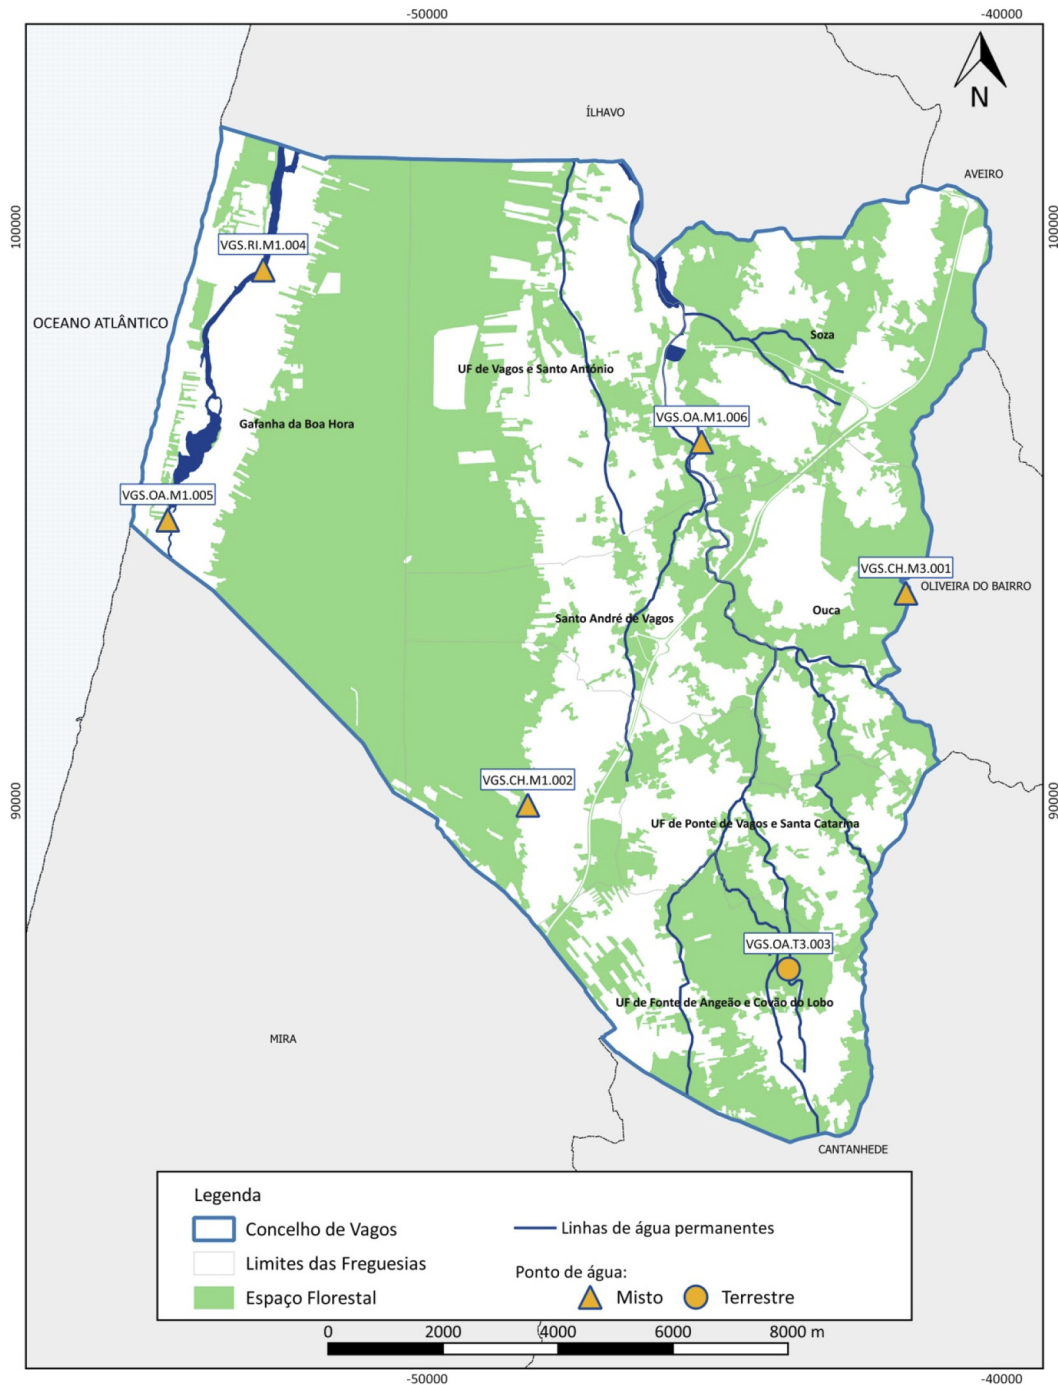 -50000
-40000
N
ÍLHAVO
AVEIRO
100000
100000
VGS.RI.M1.004
OCEANO ATLÂNTICO
Soza
UF de Vagos e Santo António
VGS.OA.M1.006
Gafanha da Boa Hora
VGS.OA.M1.005
VGS.CH.M3.001
OLIVEIRA DO BAIRRO
Ouca
Santo André de Vagos
VGS.CH.M1.002
90000
90000
UF de Ponte de Vagos e Santa Catarina
VGS.OA.T3.003
UF de Fonte de Angeão e Covão do Lobo
MIRA
CANTANHEDE
Legenda
Concelho de Vagos
Limites das Freguesias
Espaço Florestal
Linhas de água permanentes
Ponto de água:
Misto
Terrestre
0 2000 4000 6000 8000 m
-50000
-40000